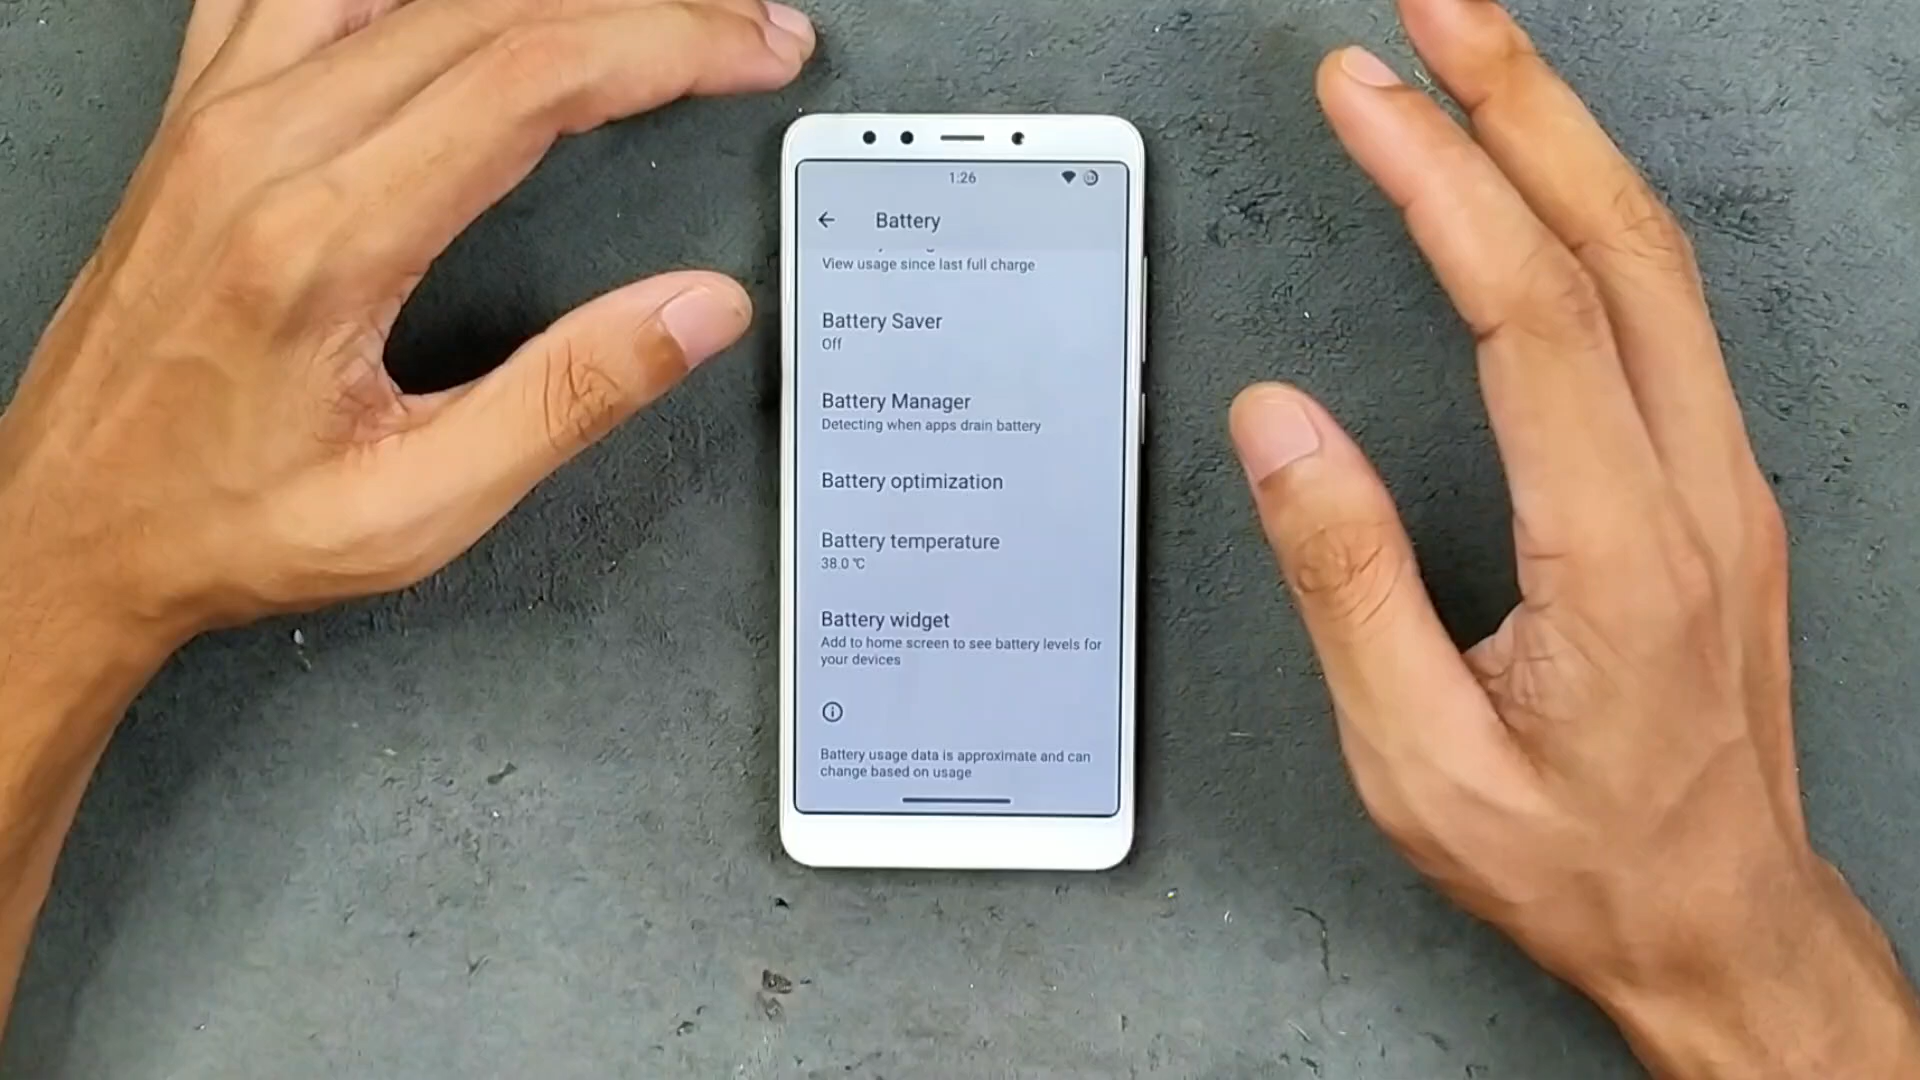 1:26
Battery
View usage since last full charge
Battery Saver
Off
Battery Manager
Detecting when apps drain battery
Battery optimization
Battery temperature
38.0 °C
Battery widget
Add to home screen to see battery levels for
your devices
Battery usage data is approximate and can
change based on usage